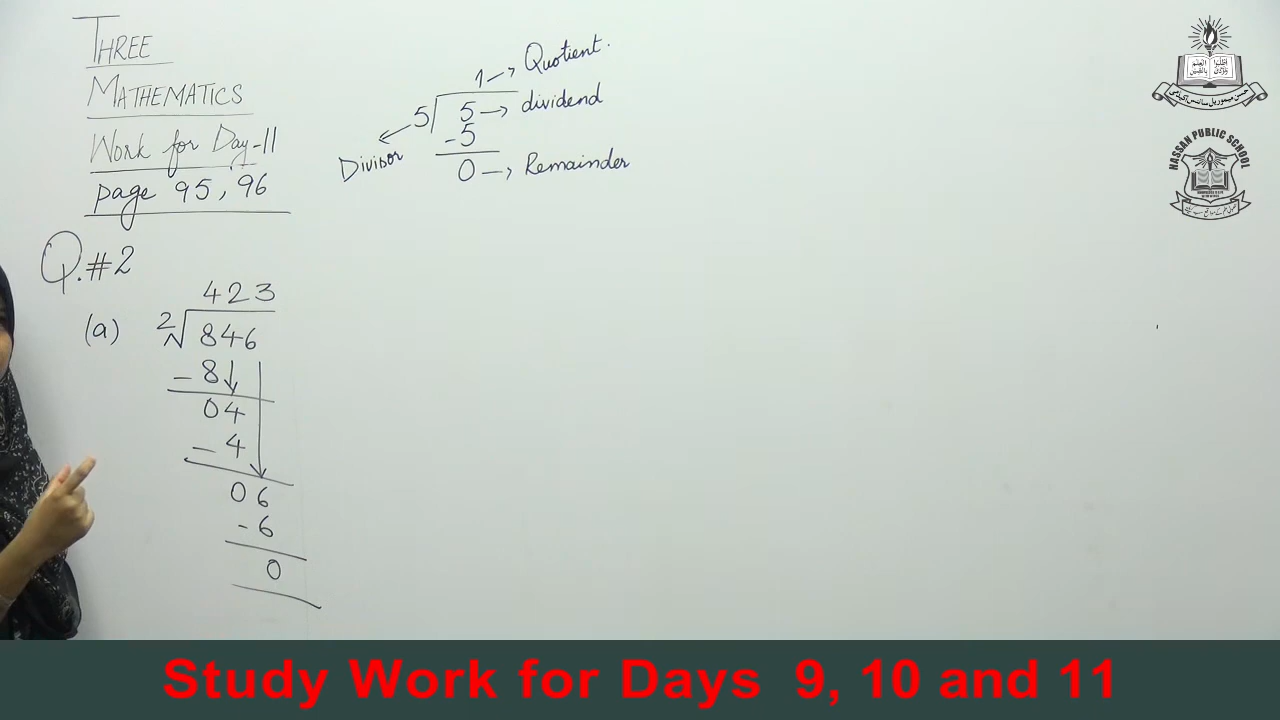 THREE
MATHEMATICS
Work for Day-11
page 95, 96
1 → Quotient.
5 5 → dividend
Divisor
-5
0 → Remainder
Q.#2
423
(a) 2 846
-8
04
-4
06
-6
0
HASSAN PUBLIC SCHOOL
Study Work for Days 9, 10 and 11